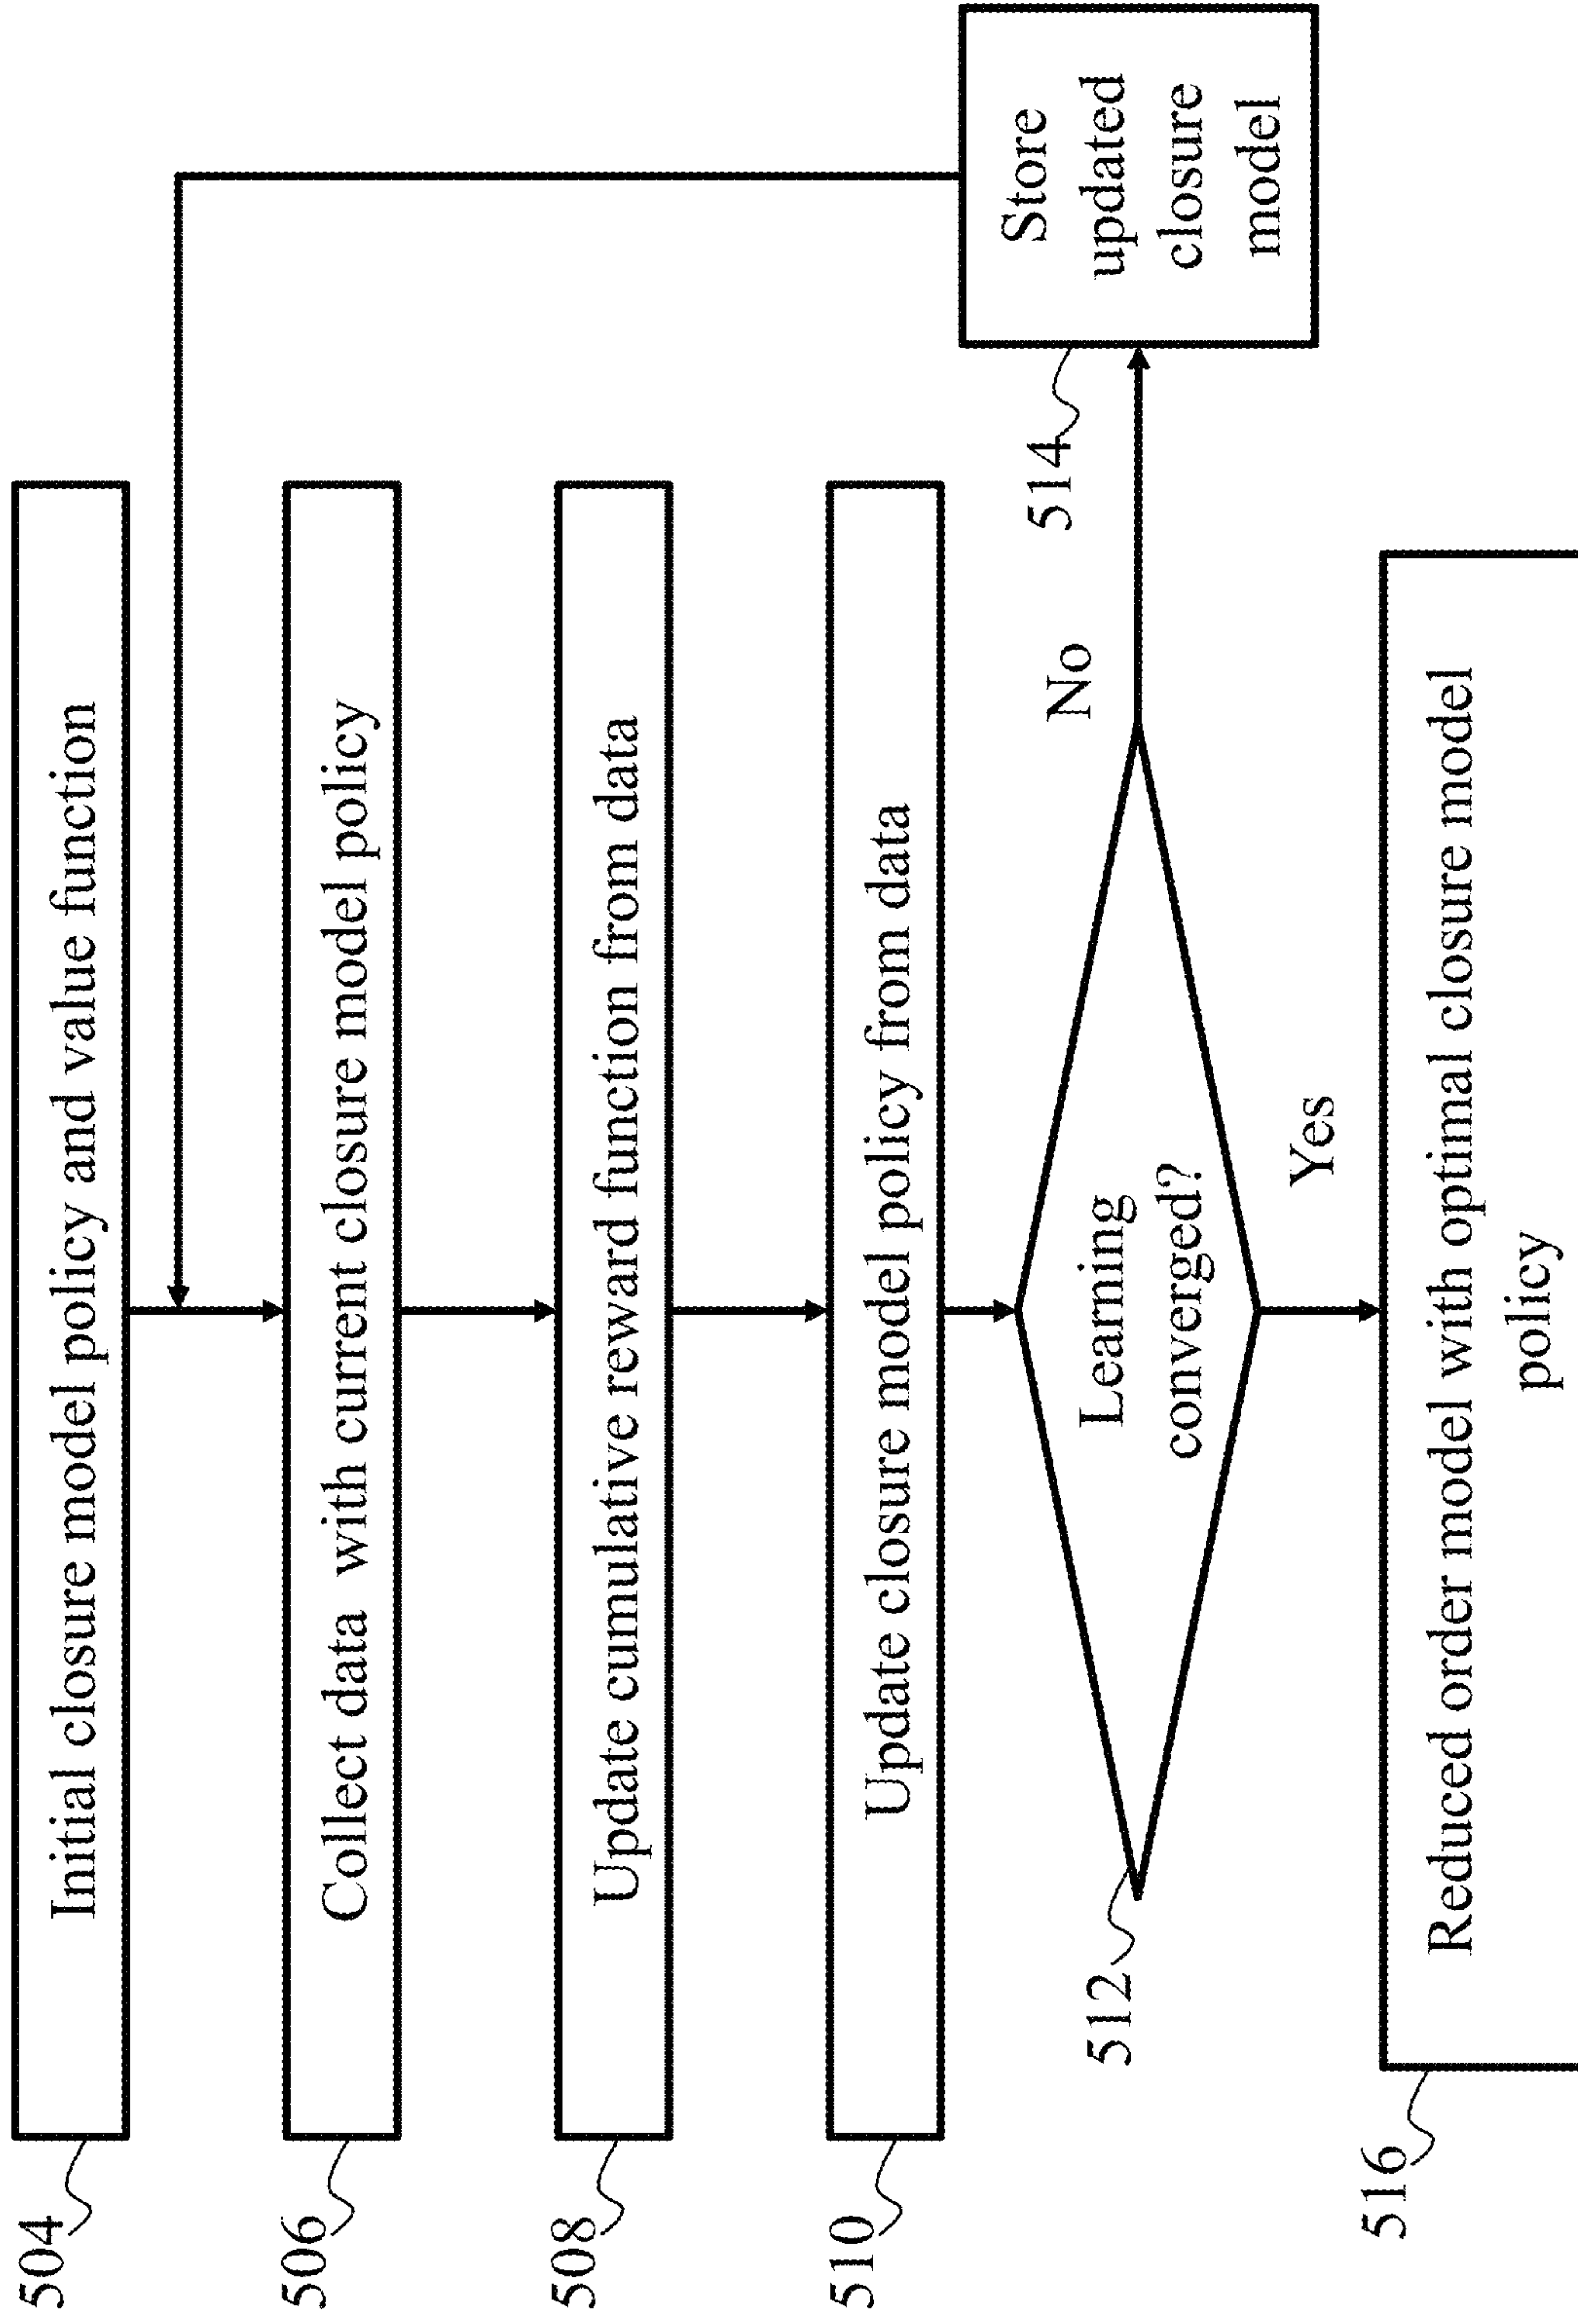 504
Initial closure model policy and value function
506
Collect data with current closure model policy
508
Update cumulative reward function from data
510
Update closure model policy from data
512
Learning
converged?
No
514
Store
updated
closure
model
Yes
516
Reduced order model with optimal closure model
policy